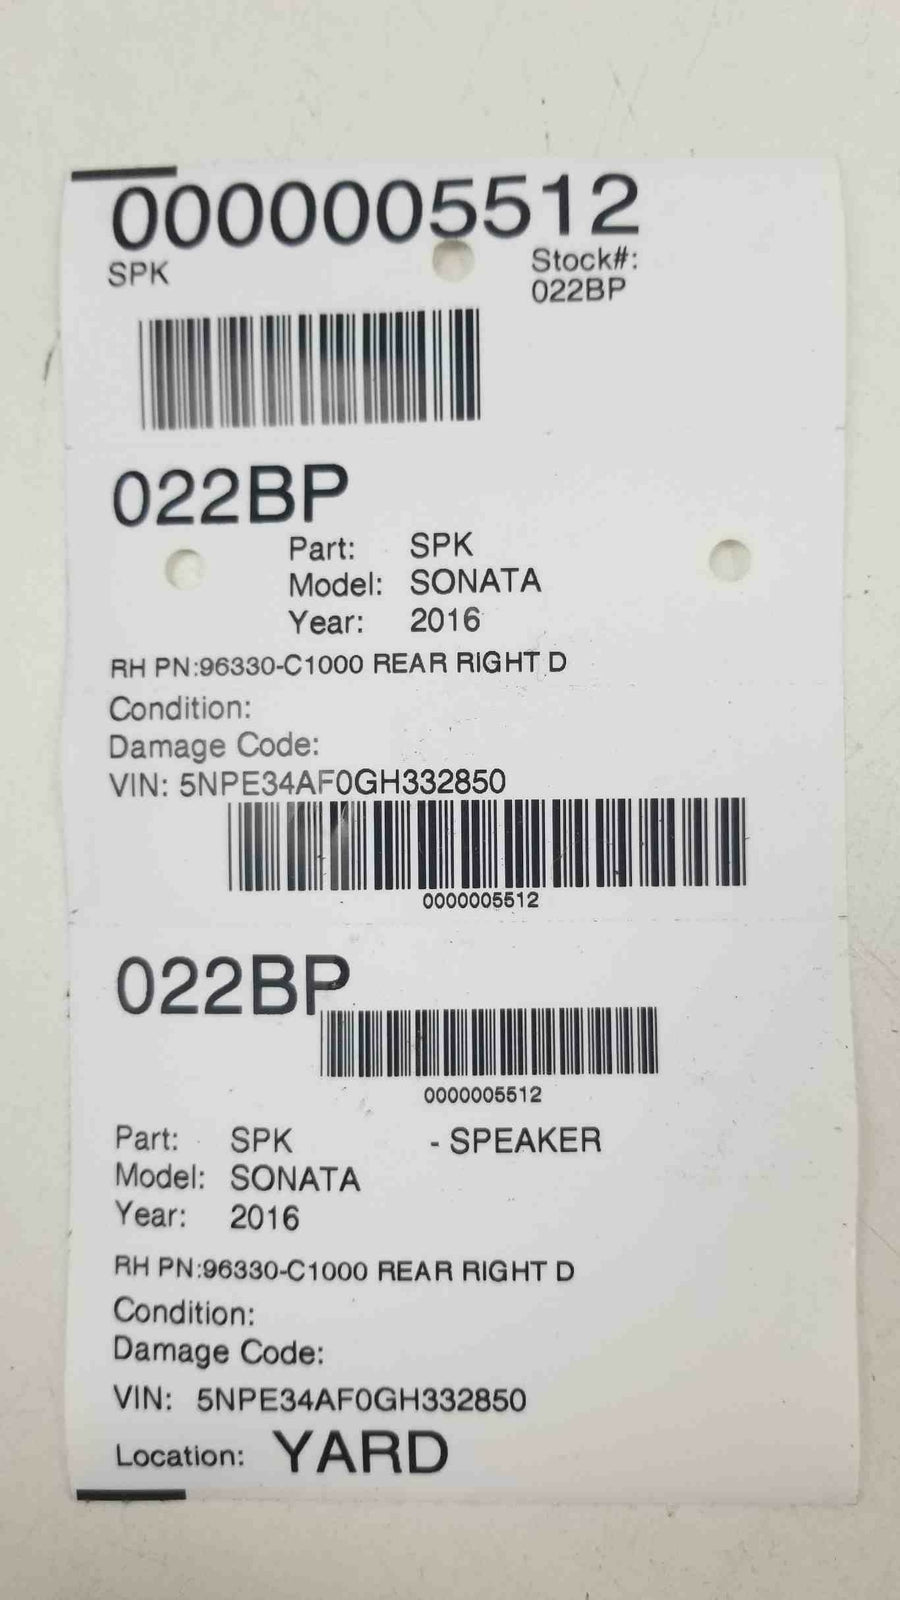 0000005512
SPK
Stock#:
022BP
022BP
Part: SPK
Model: SONATA
Year: 2016
RH PN:96330-C1000 REAR RIGHT D
Condition:
Damage Code:
VIN: 5NPE34AF0GH332850
0000005512
022BP
0000005512
Part: SPK - SPEAKER
Model: SONATA
Year: 2016
RH PN:96330-C1000 REAR RIGHT D
Condition:
Damage Code:
VIN: 5NPE34AF0GH332850
Location: YARD